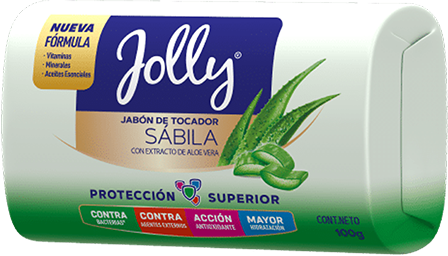 NUEVA
FÓRMULA
- Vitaminas
- Minerales
- Aceites Esenciales
Jolly®
JABÓN DE TOCADOR
SÁBILA
CON EXTRACTO DE ALOE VERA
PROTECCIÓN SUPERIOR
CONTRA
BACTERIAS*
CONTRA
AGENTES EXTERNOS
ACCIÓN
ANTIOXIDANTE
MAYOR
HIDRATACIÓN
CONT. NETO
100g